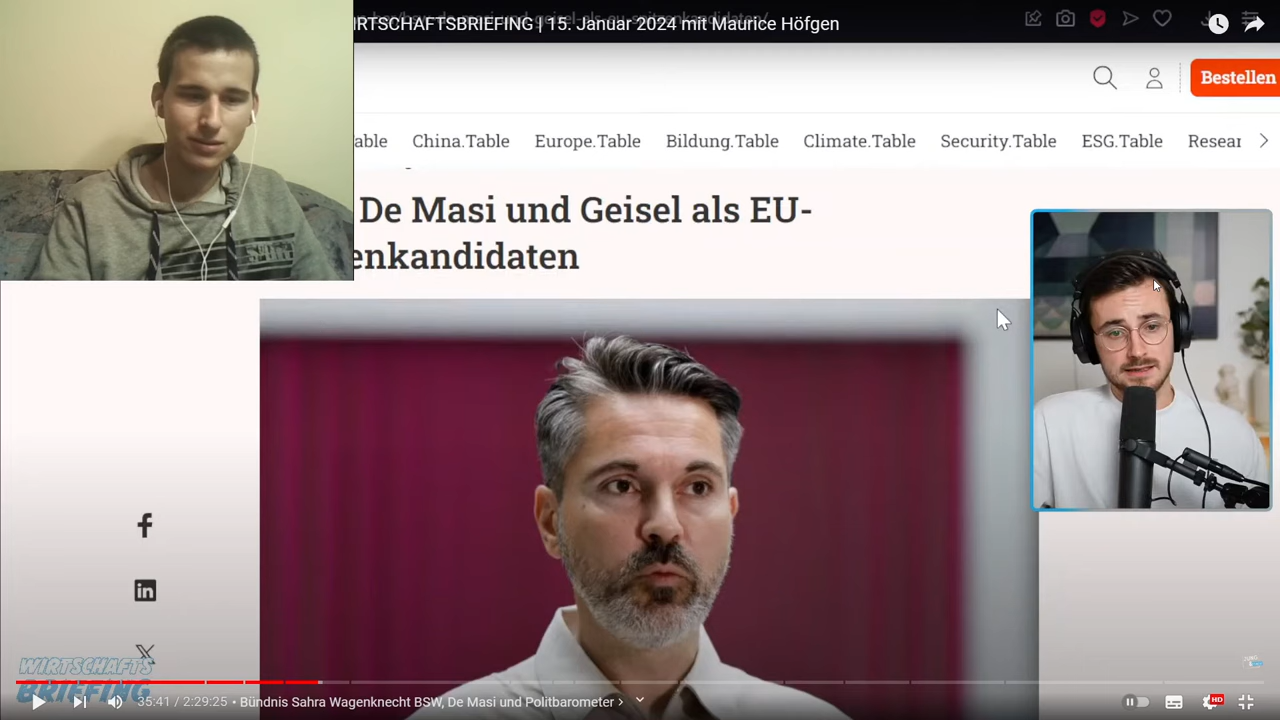 IRTSCHAFTSBRIEFING | 15. Januar 2024 mit Maurice Höfgen
Bestellen
able China.Table Europe.Table Bildung.Table Climate.Table Security.Table ESG.Table Resear
De Masi und Geisel als EU-
enkandidaten
WIRTSCHAFTS
BRIEFING
35:41 / 2:29:25 • Bündnis Sahra Wagenknecht BSW, De Masi und Politbarometer
HD